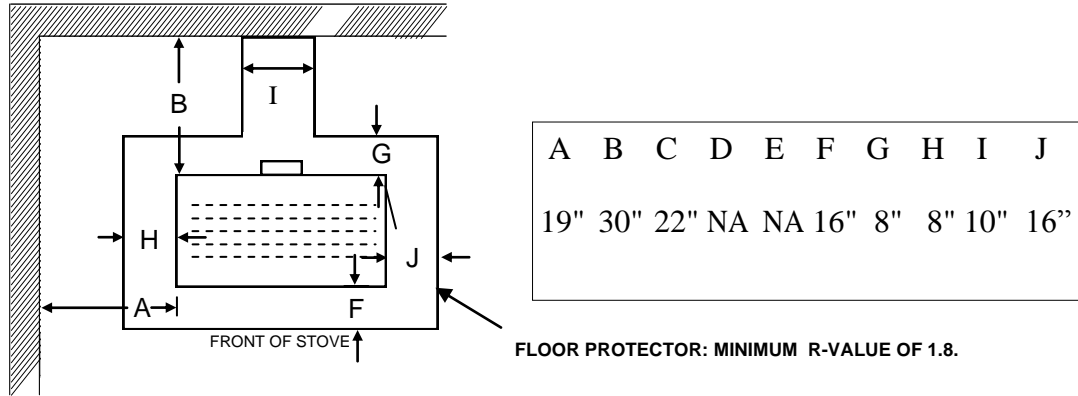 B
I
G
H
J
A
F
FRONT OF STOVE
A B C D E F G H I J
19" 30" 22" NA NA 16" 8" 8" 10" 16”
FLOOR PROTECTOR: MINIMUM R-VALUE OF 1.8.